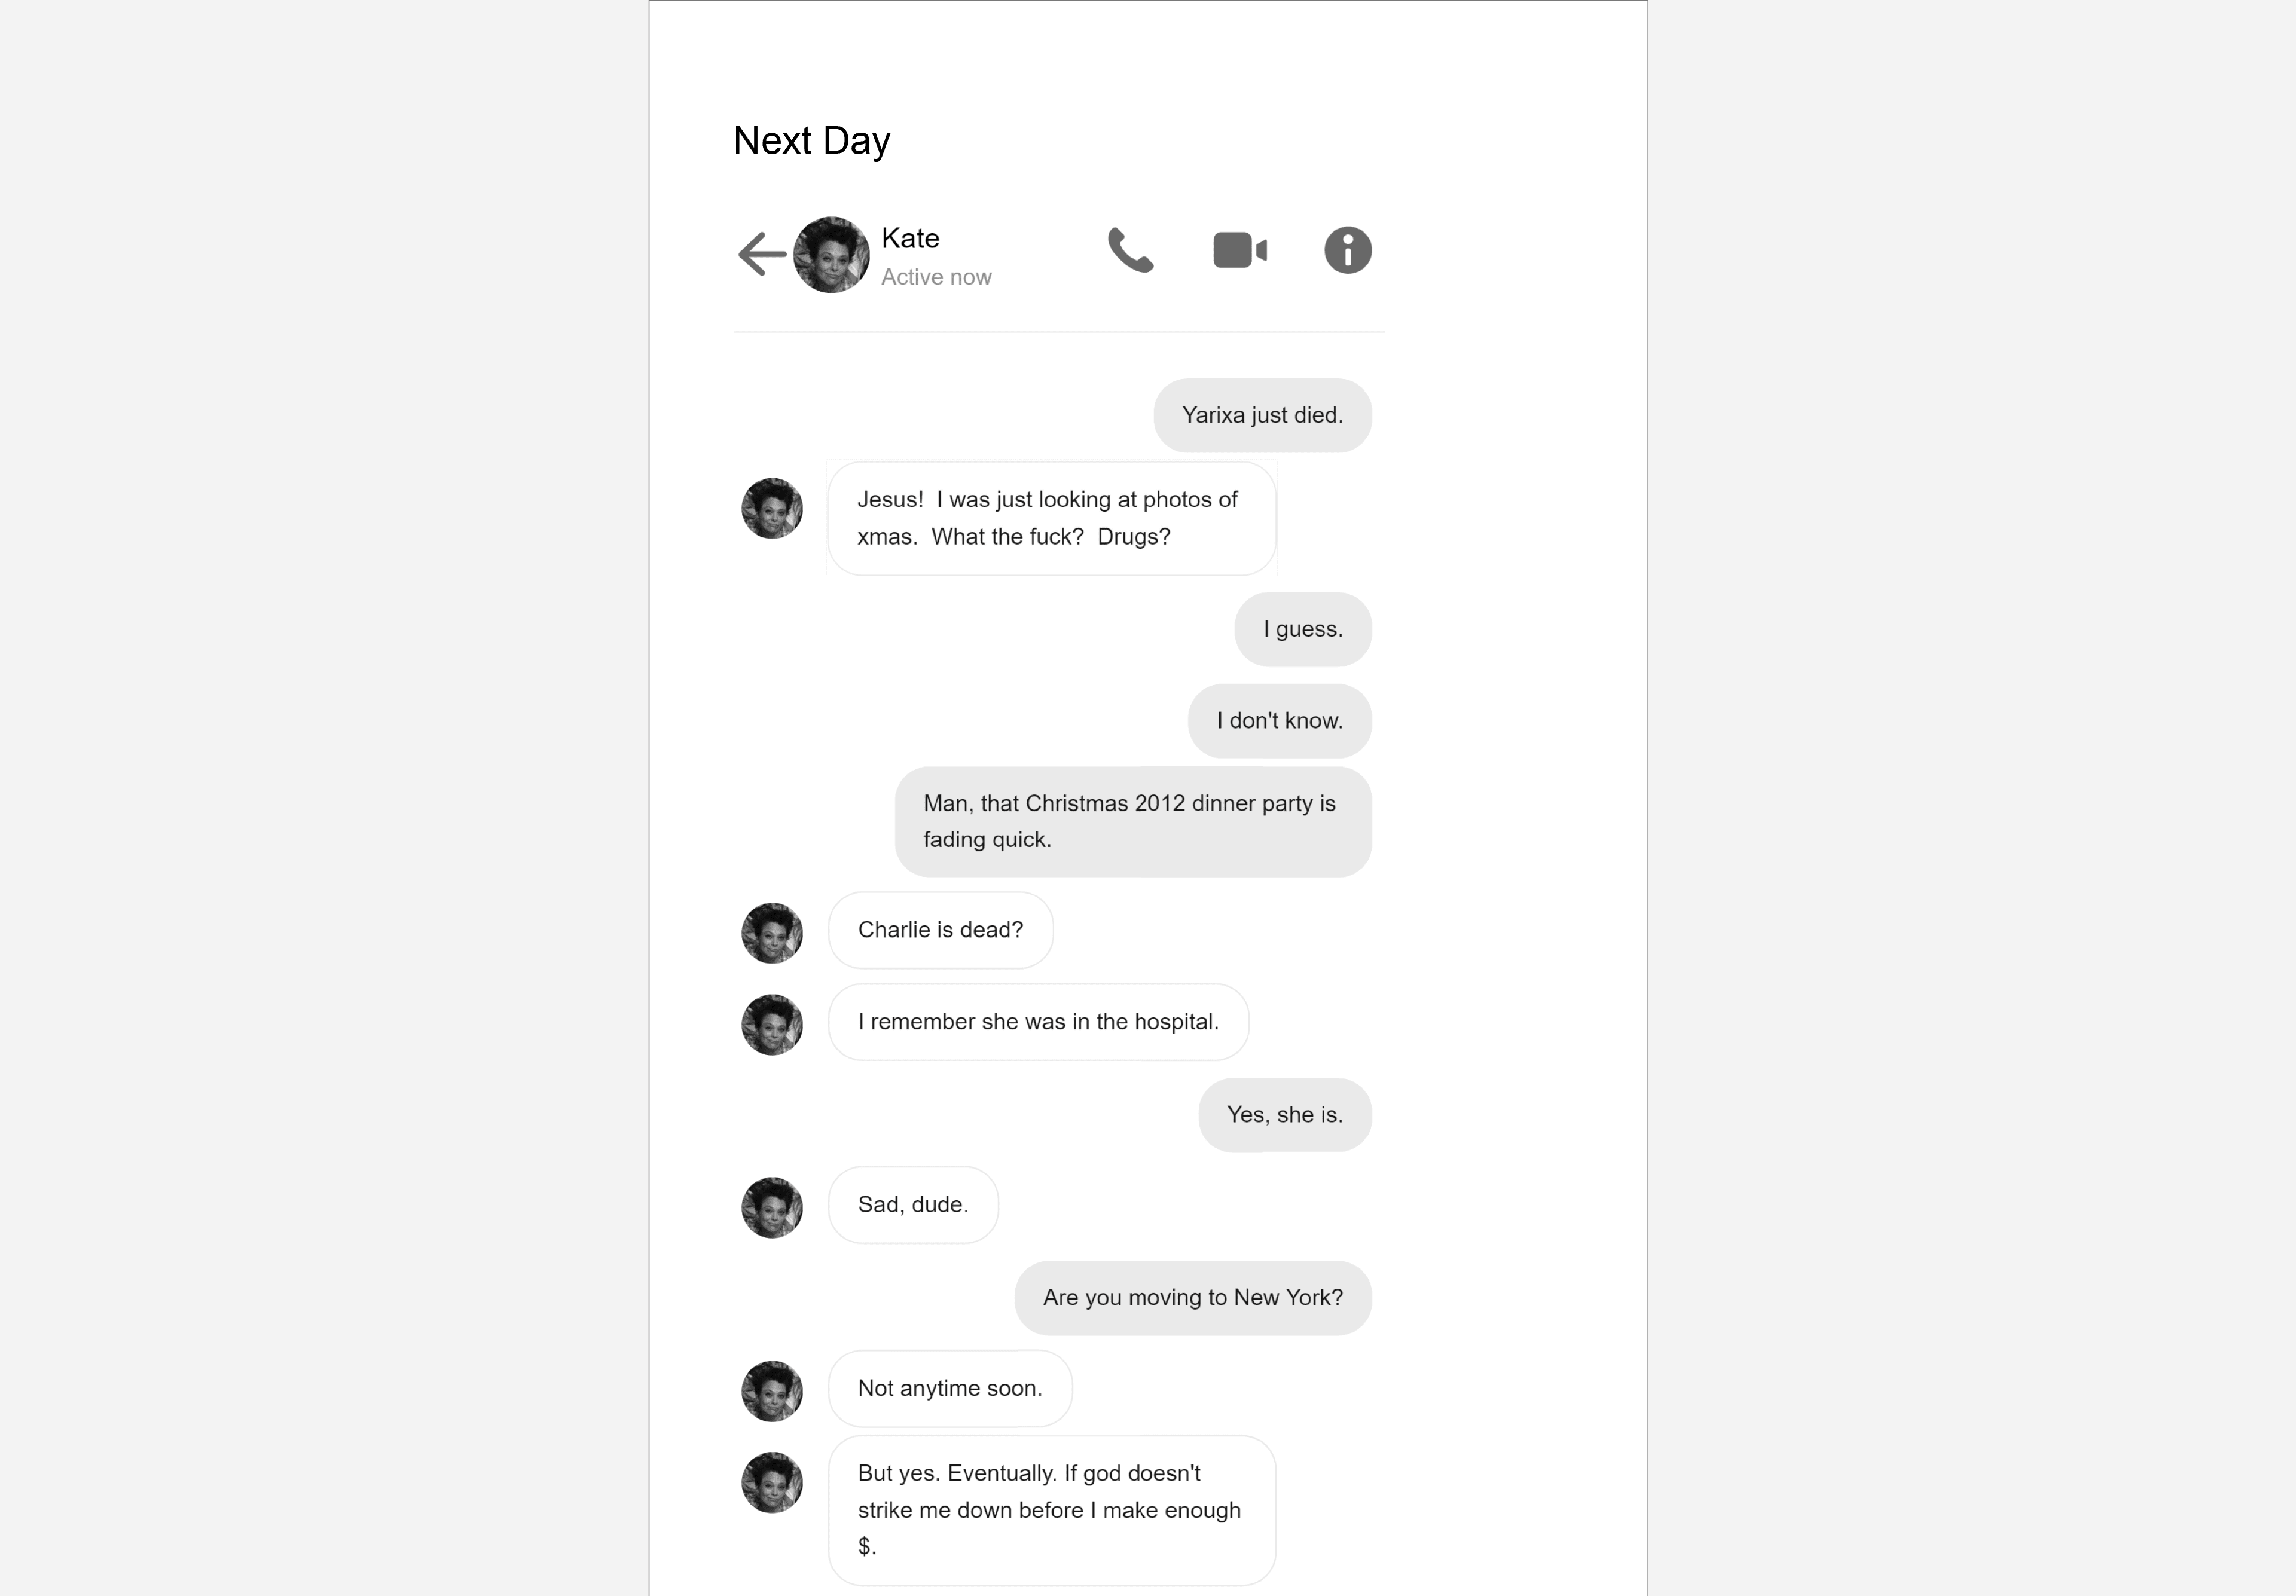 Next Day
Kate
Active now
Yarixa just died.
Jesus!  I was just looking at photos of
xmas.  What the fuck?  Drugs?
I guess.
I don't know.
Man, that Christmas 2012 dinner party is
fading quick.
Charlie is dead?
I remember she was in the hospital.
Yes, she is.
Sad, dude.
Are you moving to New York?
Not anytime soon.
But yes. Eventually. If god doesn't
strike me down before I make enough
$.